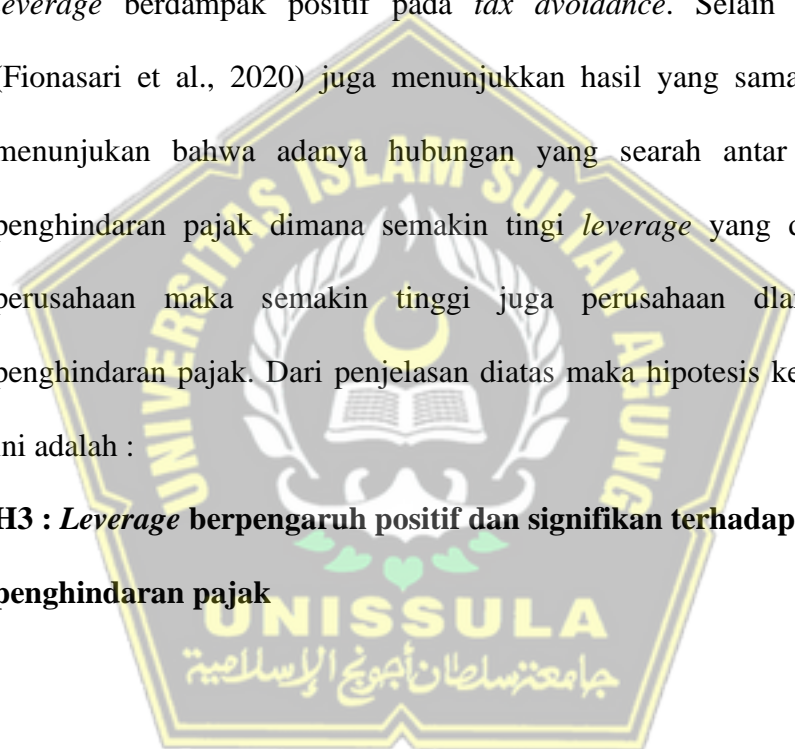 leverage berdampak positif pada tax avoidance. Selain
(Fionasari et al., 2020) juga menunjukkan hasil yang sama
menunjukan bahwa adanya hubungan yang searah antar
penghindaran pajak dimana semakin tinggi leverage yang
perusahaan maka semakin tinggi juga perusahaan
penghindaran pajak. Dari penjelasan diatas maka hipotesis
ini adalah :
H3 : Leverage berpengaruh positif dan signifikan terhadap
penghindaran pajak
UNIVERSITAS ISLAM SULTAN AGUNG
UNISSULA
جامعة سلطان أجونج الإسلامية